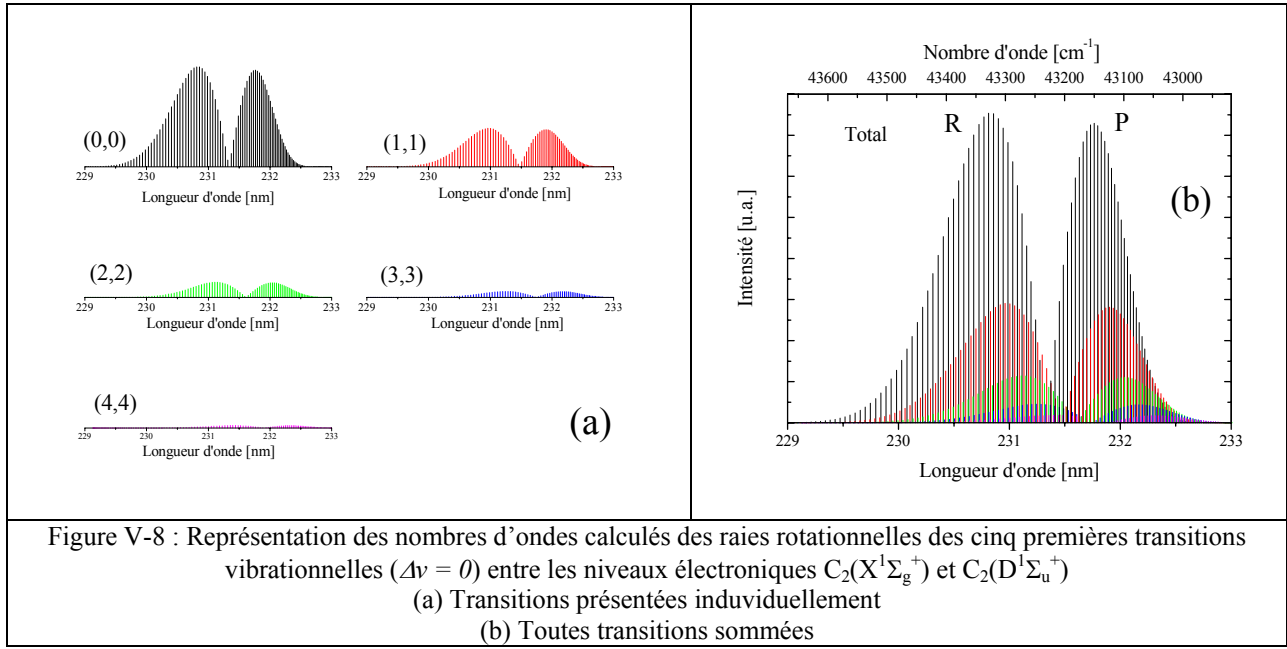 (0,0)
229 230 231 232 233
Longueur d'onde [nm]
(1,1)
229 230 231 232 233
Longueur d'onde [nm]
(2,2)
229 230 231 232 233
Longueur d'onde [nm]
(3,3)
229 230 231 232 233
Longueur d'onde [nm]
(4,4)
229 230 231 232 233
Longueur d'onde [nm]
(a)
Nombre d'onde [cm⁻¹]
43600 43500 43400 43300 43200 43100 43000
Total R P
(b)
Intensité [u.a.]
229 230 231 232 233
Longueur d'onde [nm]
Figure V-8 : Représentation des nombres d’ondes calculés des raies rotationnelles des cinq premières transitions
vibrationnelles (Δv = 0) entre les niveaux électroniques C₂(X¹Σg⁺) et C₂(D¹Σu⁺)
(a) Transitions présentées induviduellement
(b) Toutes transitions sommées